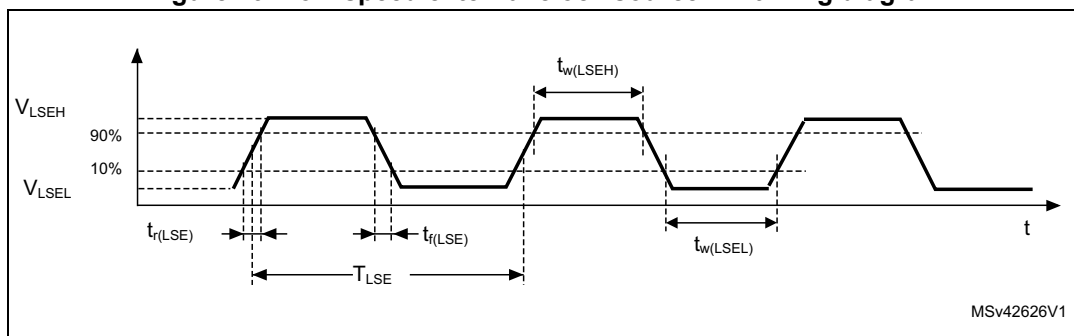 V_LSEH
90%
10%
V_LSEL
t_w(LSEH)
t_r(LSE)
t_f(LSE)
T_LSE
t_w(LSEL)
t
MSv42626V1